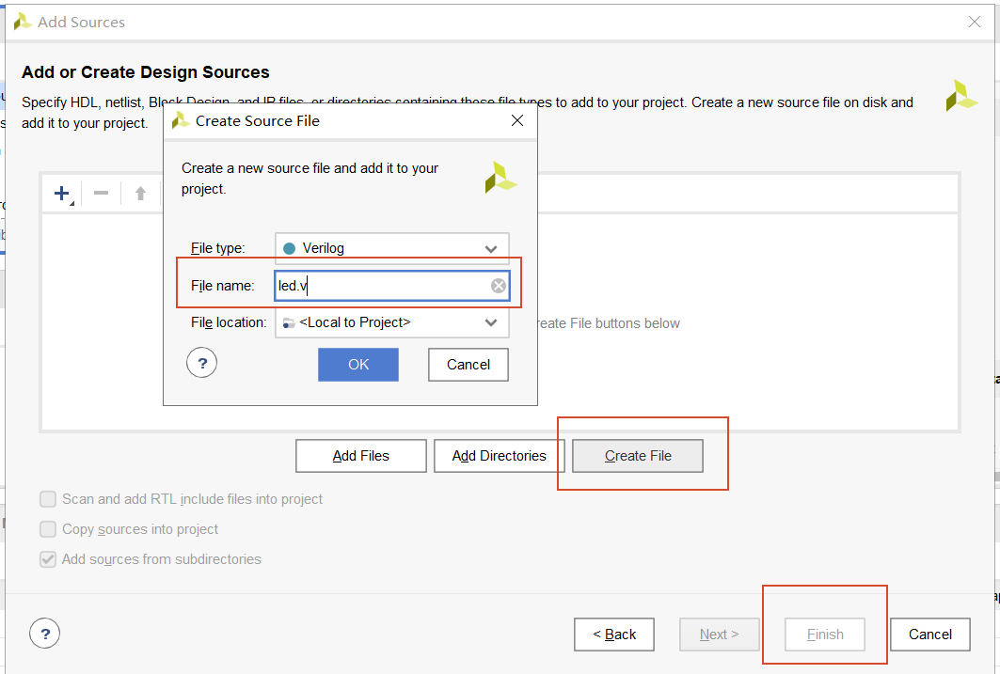 Add Sources
Add or Create Design Sources
Specify HDL, netlist, Block Design, and IP files, or directories containing those file types to add to your project. Create a new source file on disk and
add it to your project.
Create Source File
Create a new source file and add it to your
project.
File type:
Verilog
File name:
led.v
File location:
<Local to Project>
?
OK
Cancel
reate File buttons below
Add Files
Add Directories
Create File
Scan and add RTL include files into project
Copy sources into project
Add sources from subdirectories
?
< Back
Next >
Finish
Cancel